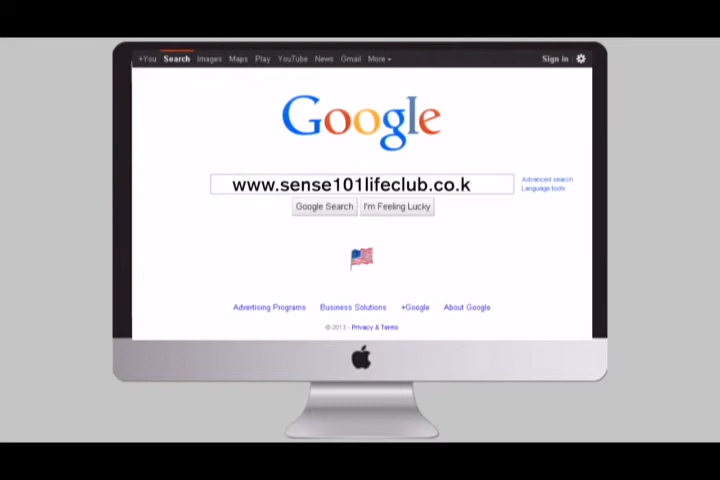 +You Search Images Maps Play YouTube News Gmail More Sign in
Google
www.sense101lifeclub.co.k
Advanced search
Language tools
Google Search I'm Feeling Lucky
Advertising Programs Business Solutions +Google About Google
© 2013 - Privacy & Terms